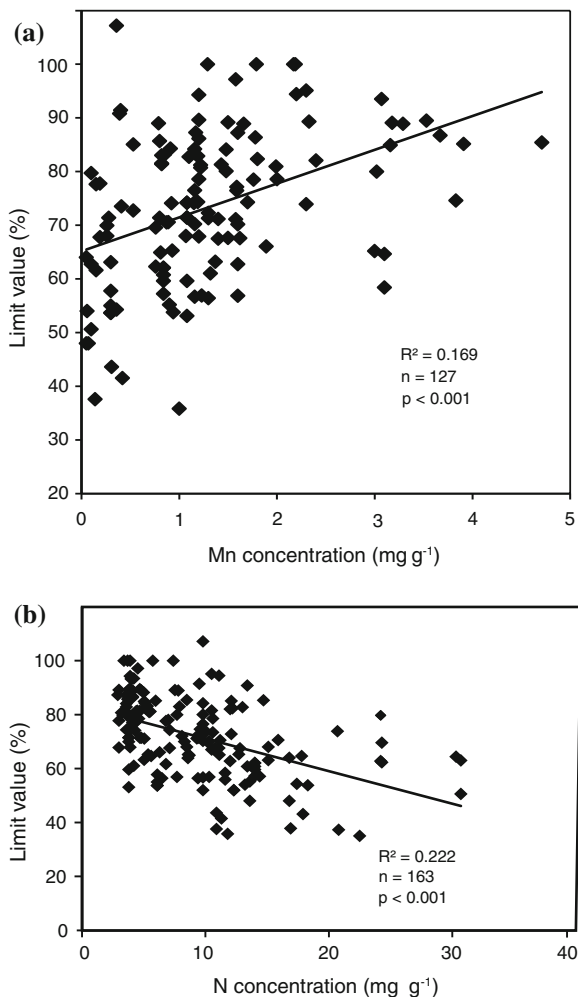 (a)
100
90
80
70
60
50
40
30
20
0 1 2 3 4 5
Limit value (%)
R² = 0.169
n = 127
p < 0.001
Mn concentration (mg g⁻¹)
(b)
100
80
60
40
20
0
0 10 20 30 40
Limit value (%)
R² = 0.222
n = 163
p < 0.001
N concentration (mg g⁻¹)